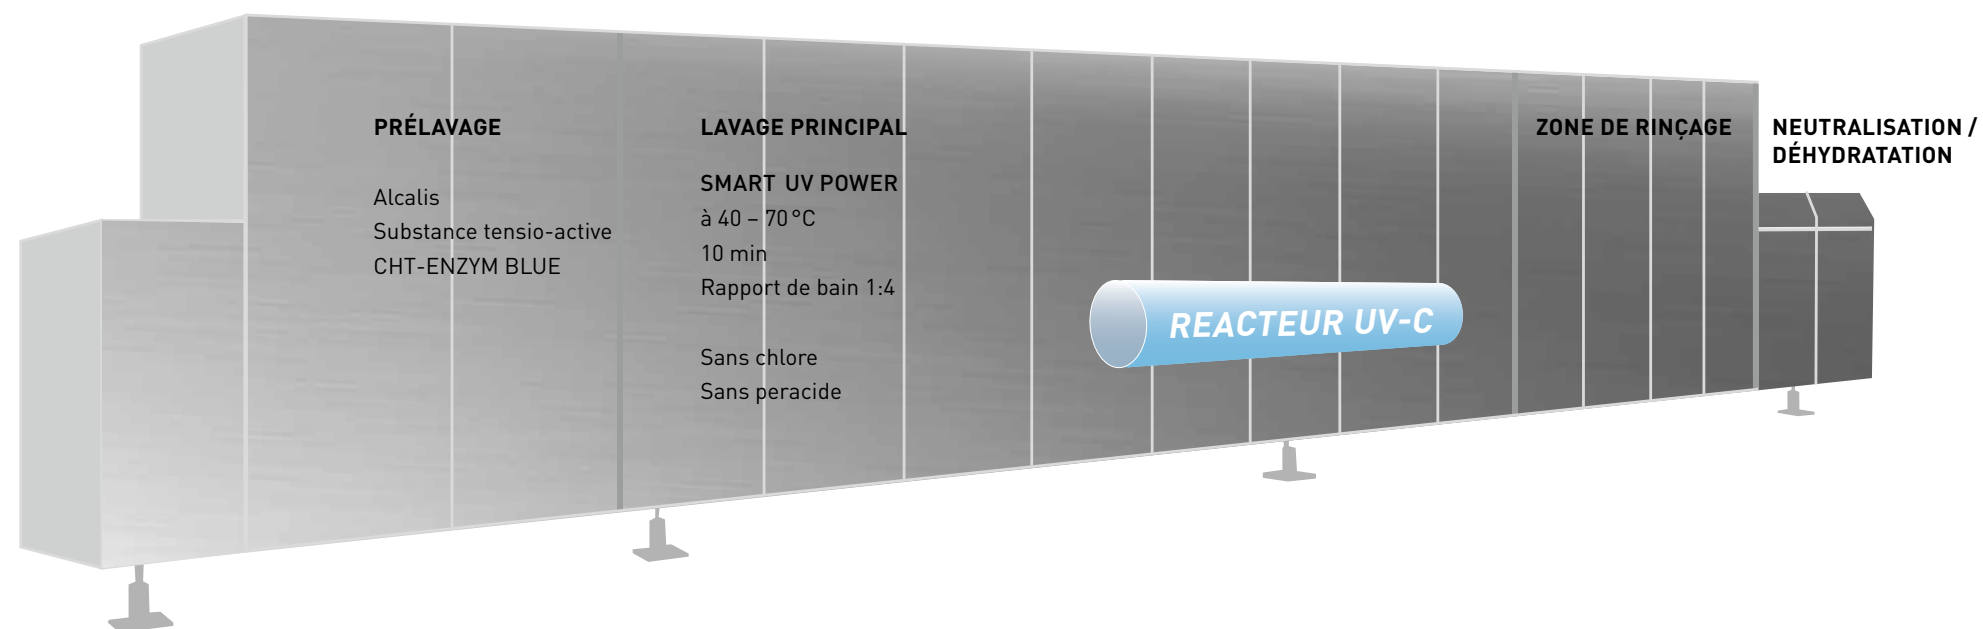 PRÉLAVAGE
Alcalis
Substance tensio-active
CHT-ENZYM BLUE
LAVAGE PRINCIPAL
SMART UV POWER
à 40 – 70 °C
10 min
Rapport de bain 1:4
Sans chlore
Sans peracide
REACTEUR UV-C
ZONE DE RINÇAGE
NEUTRALISATION /
DÉHYDRATATION